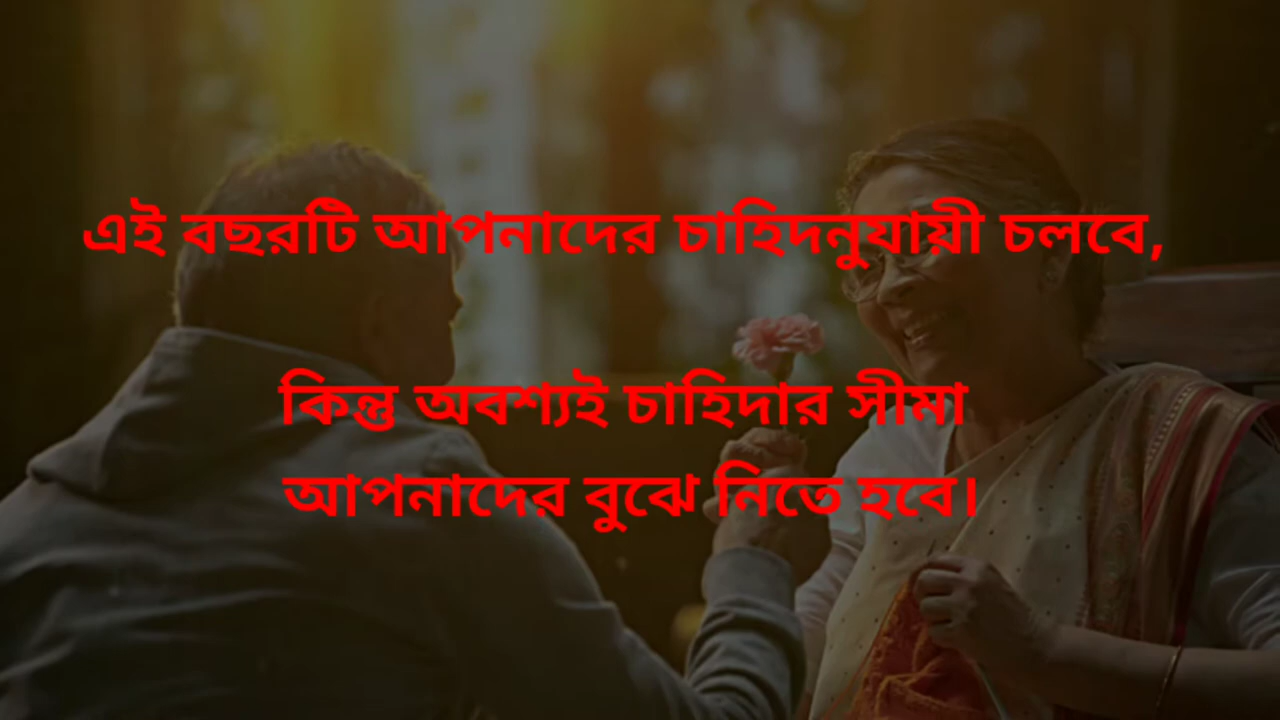 এই বছরটি আপনাদের চাহিদনুযায়ী চলবে,
কিন্তু অবশ্যই চাহিদার সীমা
আপনাদের বুঝে নিতে হবে।